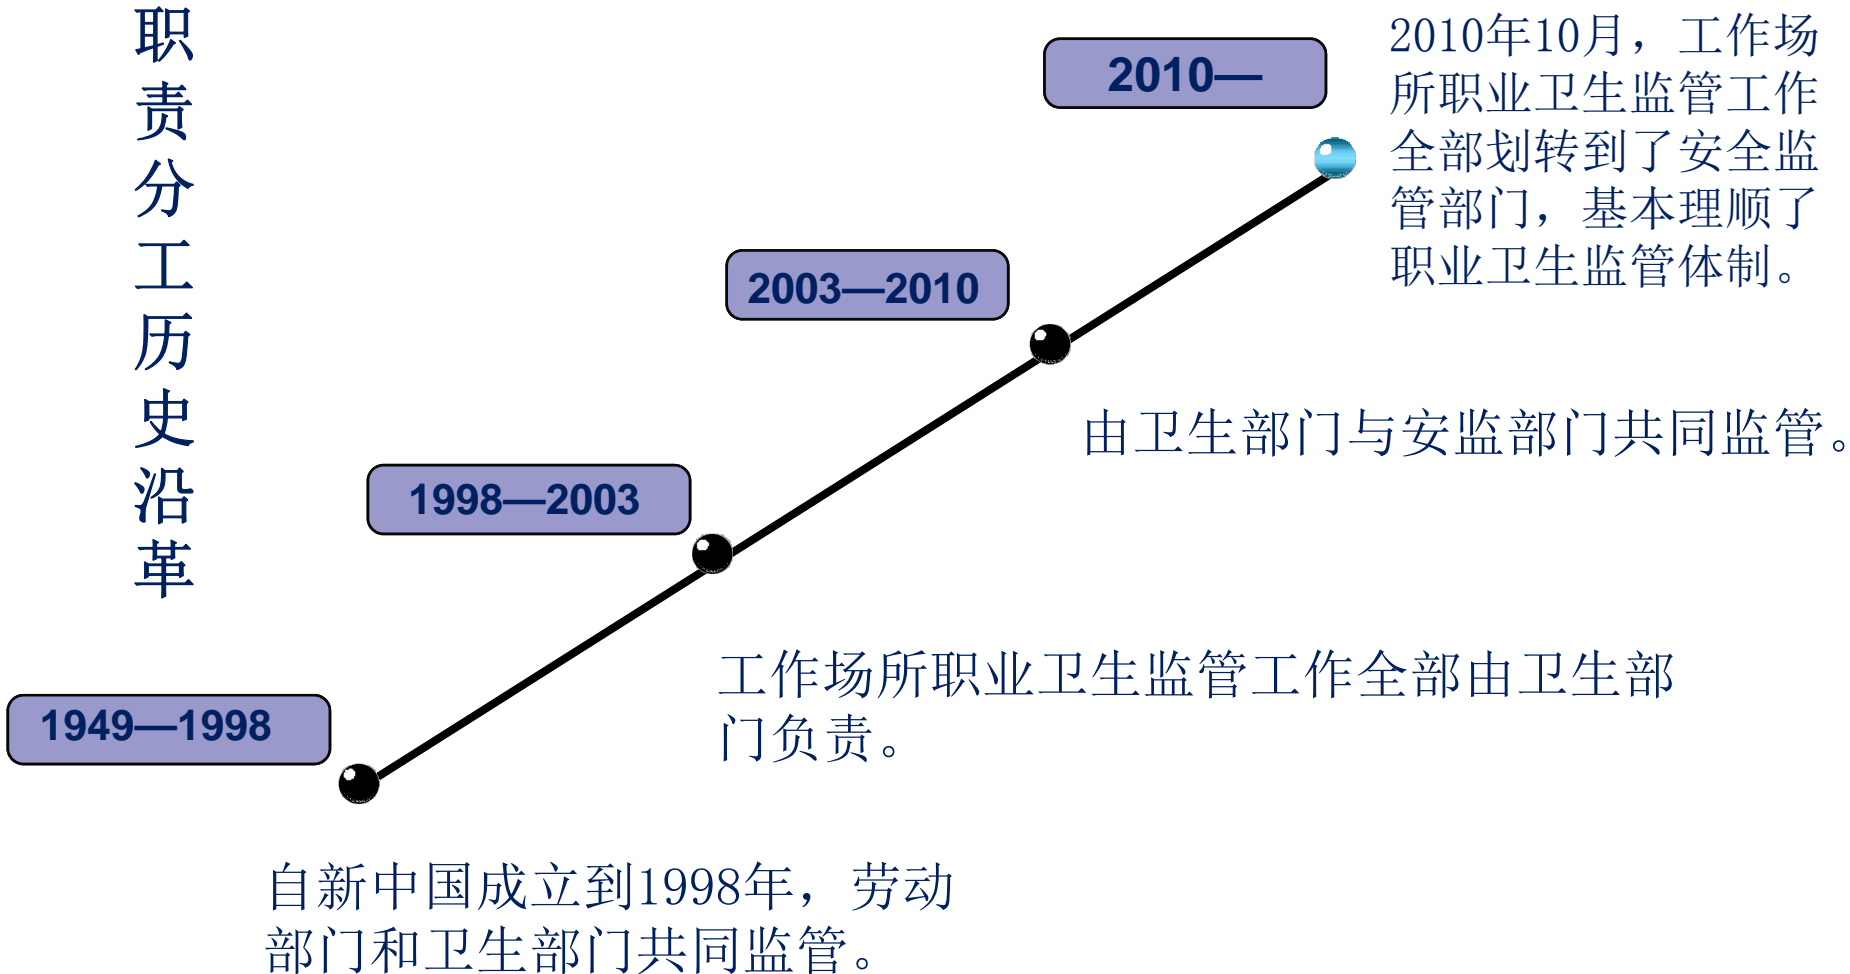 职责分工历史沿革
2010—
2010年10月，工作场
所职业卫生监管工作
全部划转到了安全监
管部门，基本理顺了
职业卫生监管体制。
2003—2010
由卫生部门与安监部门共同监管。
1998—2003
工作场所职业卫生监管工作全部由卫生部
门负责。
1949—1998
自新中国成立到1998年，劳动
部门和卫生部门共同监管。